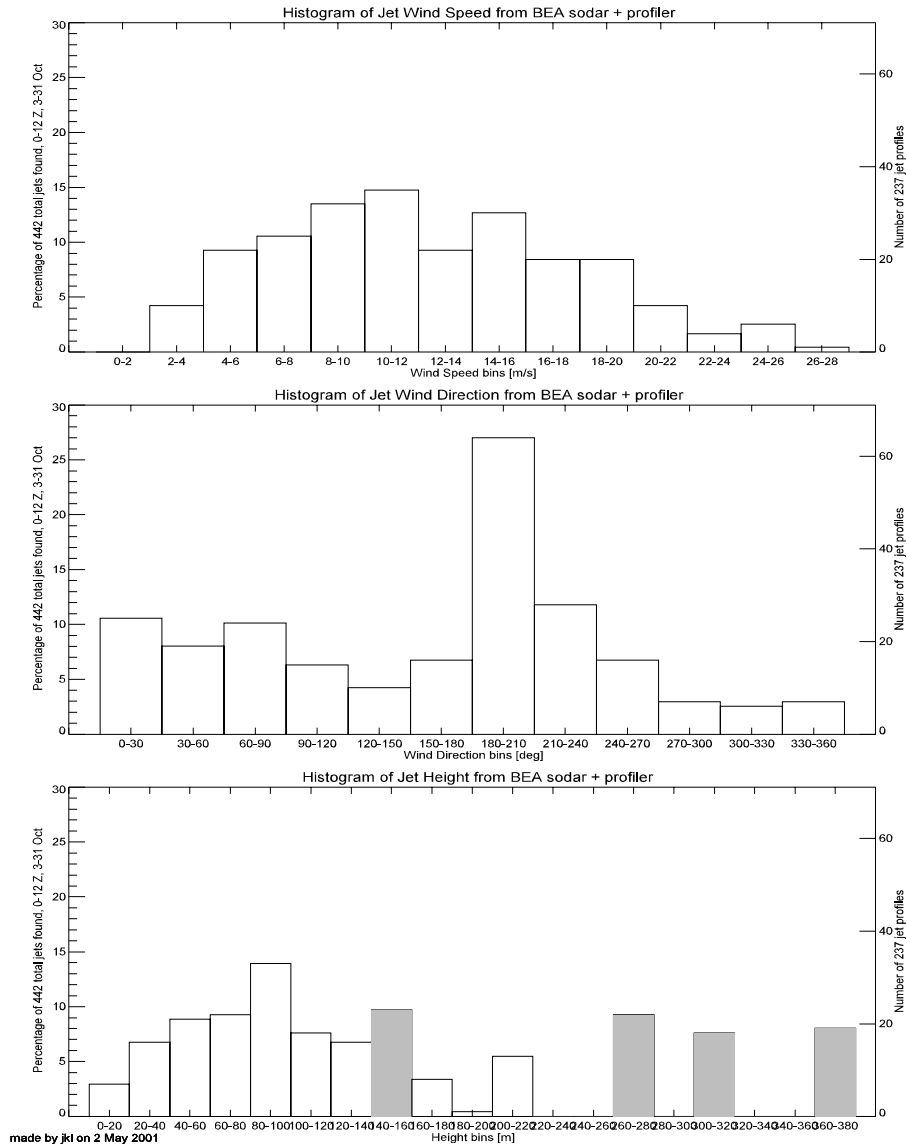 Histogram of Jet Wind Speed from BEA sodar + profiler
Percentage of 442 total jets found, 0-12 Z, 3-31 Oct
30
25
20
15
10
5
0
60
40
20
0
Number of 237 jet profiles
0-2 2-4 4-6 6-8 8-10 10-12 12-14 14-16 16-18 18-20 20-22 22-24 24-26 26-28
Wind Speed bins [m/s]
Histogram of Jet Wind Direction from BEA sodar + profiler
Percentage of 442 total jets found, 0-12 Z, 3-31 Oct
30
25
20
15
10
5
0
60
40
20
0
Number of 237 jet profiles
0-30 30-60 60-90 90-120 120-150 150-180 180-210 210-240 240-270 270-300 300-330 330-360
Wind Direction bins [deg]
Histogram of Jet Height from BEA sodar + profiler
Percentage of 442 total jets found, 0-12 Z, 3-31 Oct
30
25
20
15
10
5
0
60
40
20
0
Number of 237 jet profiles
0-20 20-40 40-60 60-80 80-100 100-120 120-140 140-160 160-180 180-200 200-220 220-240 240-260 260-280 280-300 300-320 320-340 340-360 360-380
Height bins [m]
made by jkl on 2 May 2001